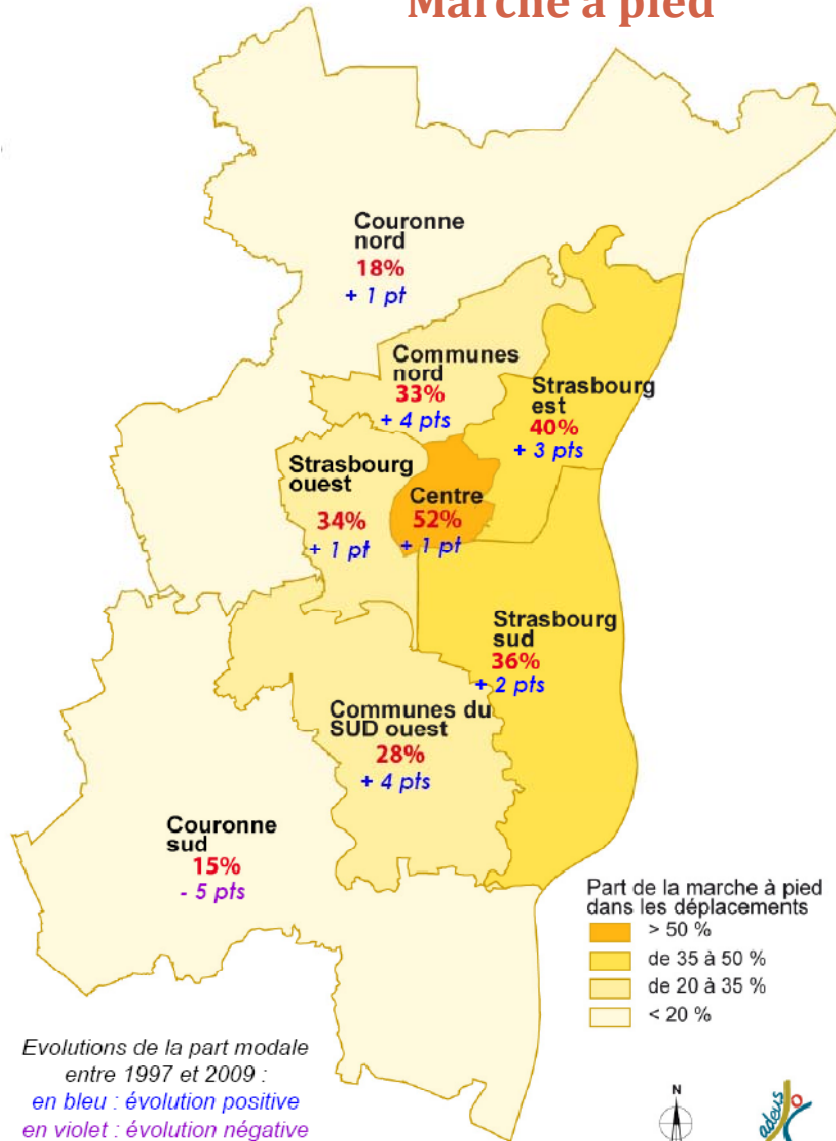 Marche à pied
Couronne
nord
18%
+ 1 pt
Communes
nord
33%
+ 4 pts
Strasbourg
est
40%
+ 3 pts
Strasbourg
ouest
34%
+ 1 pt
Centre
52%
+ 1 pt
Strasbourg
sud
36%
+ 2 pts
Communes du
SUD ouest
28%
+ 4 pts
Couronne
sud
15%
- 5 pts
Part de la marche à pied
dans les déplacements
> 50 %
de 35 à 50 %
de 20 à 35 %
< 20 %
Evolutions de la part modale
entre 1997 et 2009 :
en bleu : évolution positive
en violet : évolution négative
N
adeus